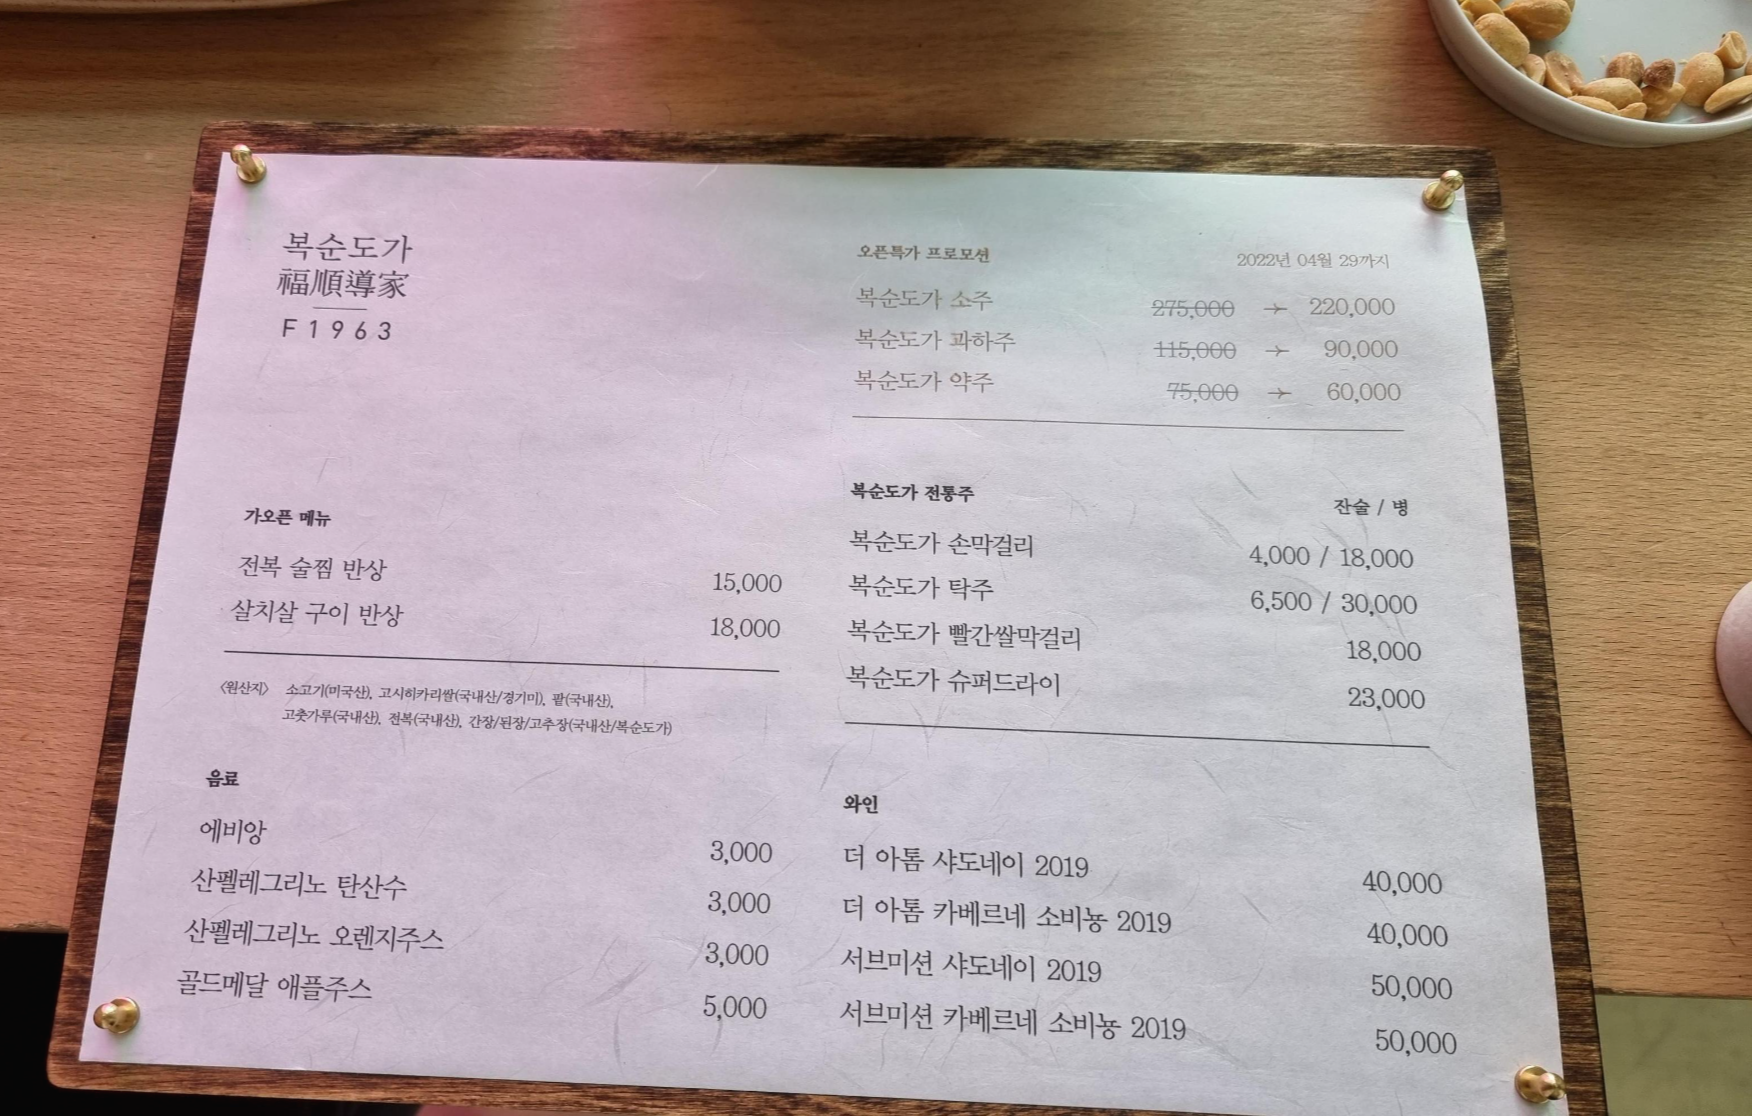 복순도가
福順導家
F1963
오픈특가 프로모션 2022년 04월 29까지
복순도가 소주 275,000 → 220,000
복순도가 과하주 115,000 → 90,000
복순도가 약주 75,000 → 60,000
가오픈 메뉴
전복 술찜 반상 15,000
살치살 구이 반상 18,000
〈원산지〉 소고기(미국산), 고시히카리쌀(국내산/경기미), 팥(국내산),
고춧가루(국내산), 전복(국내산), 간장/된장/고추장(국내산/복순도가)
복순도가 전통주 잔술 / 병
복순도가 손막걸리 4,000 / 18,000
복순도가 탁주 6,500 / 30,000
복순도가 빨간쌀막걸리 18,000
복순도가 슈퍼드라이 23,000
음료
에비앙 3,000
산펠레그리노 탄산수 3,000
산펠레그리노 오렌지주스 3,000
골드메달 애플주스 5,000
와인
더 아톰 샤도네이 2019 40,000
더 아톰 카베르네 소비뇽 2019 40,000
서브미션 샤도네이 2019 50,000
서브미션 카베르네 소비뇽 2019 50,000